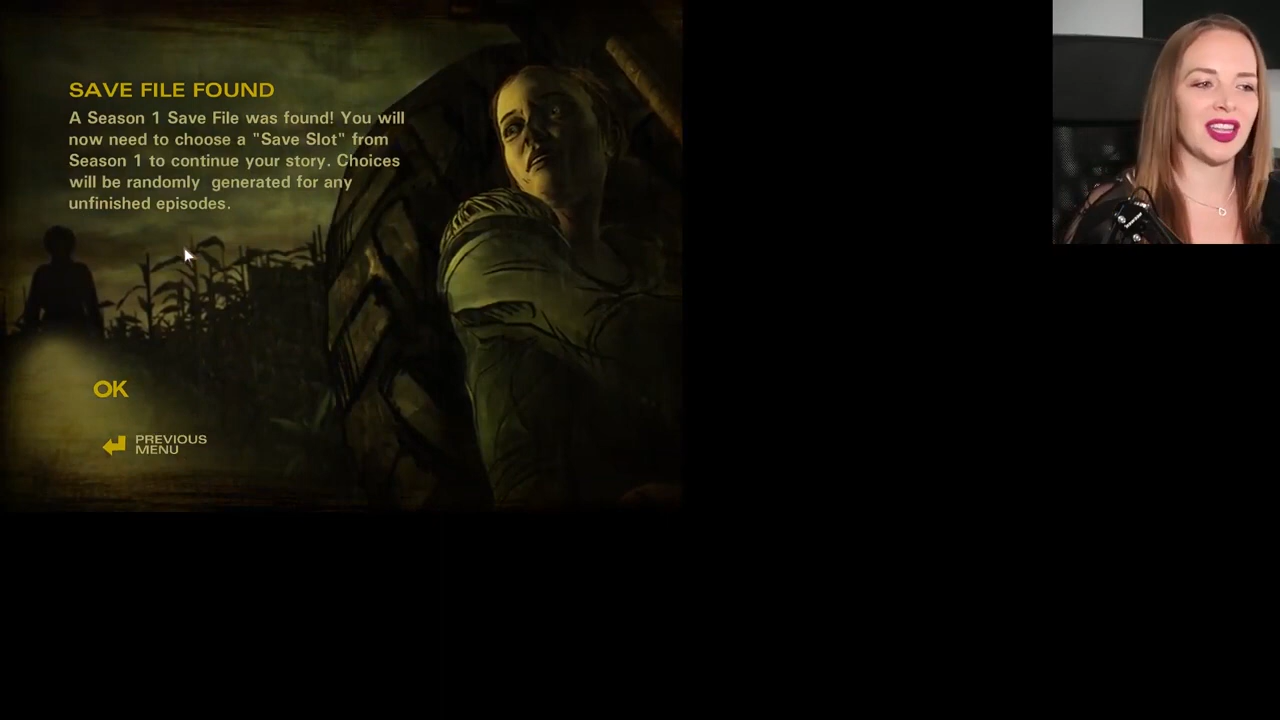 SAVE FILE FOUND
A Season 1 Save File was found! You will
now need to choose a "Save Slot" from
Season 1 to continue your story. Choices
will be randomly  generated for any
unfinished episodes.
OK
PREVIOUS
MENU